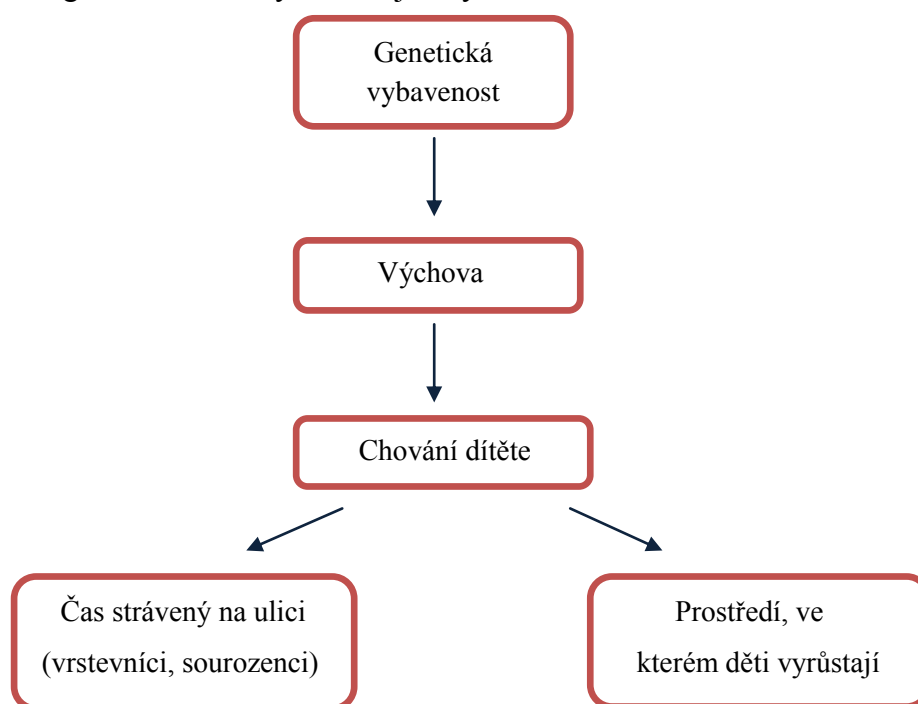 Genetická
vybavenost
Výchova
Chování dítěte
Čas strávený na ulici
(vrstevníci, sourozenci)
Prostředí, ve
kterém děti vyrůstají